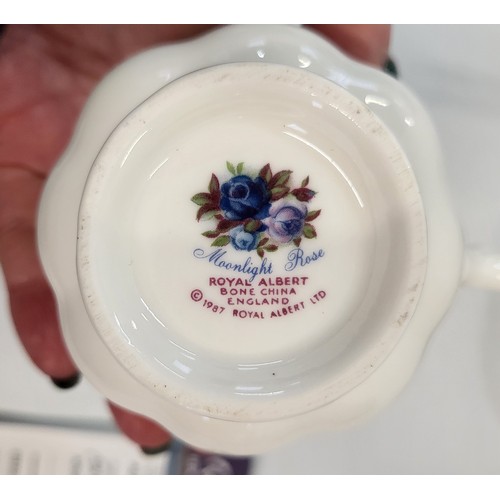 Moonlight Rose
ROYAL ALBERT
BONE CHINA
ENGLAND
©1987 ROYAL ALBERT LTD